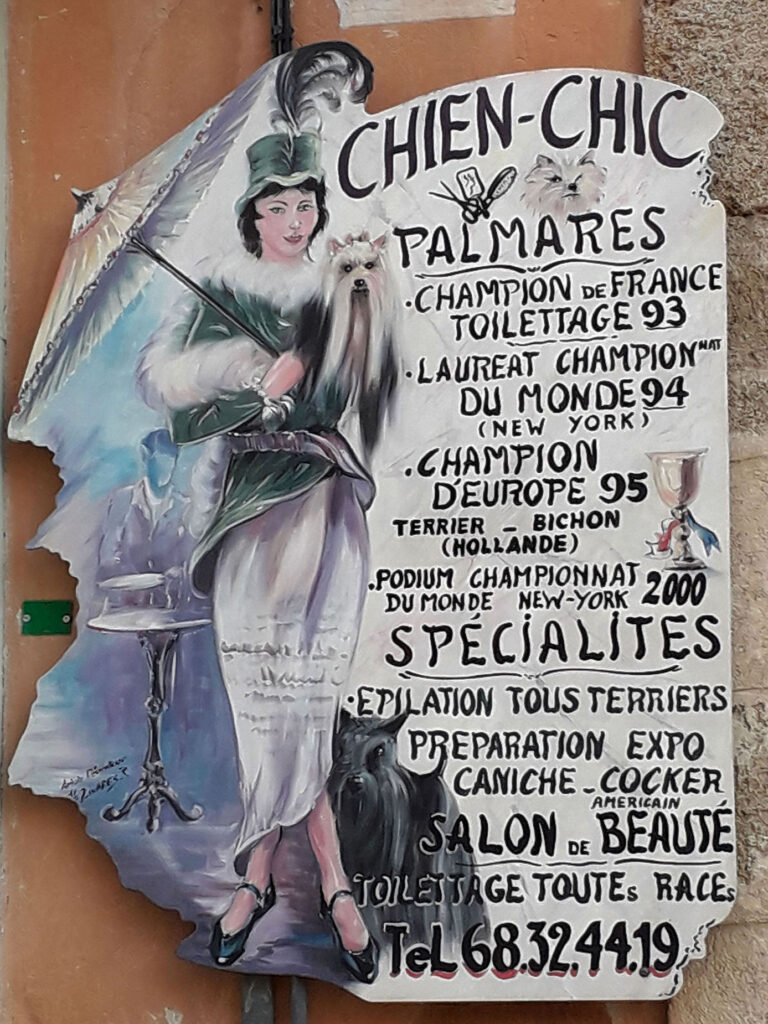 CHIEN-CHIC
PALMARES
·CHAMPION DE FRANCE
TOILETTAGE 93
·LAUREAT CHAMPIONNAT
DU MONDE 94
(NEW YORK)
·CHAMPION
D'EUROPE 95
TERRIER - BICHON
(HOLLANDE)
·PODIUM CHAMPIONNAT
DU MONDE NEW-YORK 2000
SPÉCIALITES
·EPILATION TOUS TERRIERS
PREPARATION EXPO
CANICHE - COCKER
AMERICAIN
SALON DE BEAUTÉ
TOILETTAGE TOUTES RACES
TeL 68.32.44.19